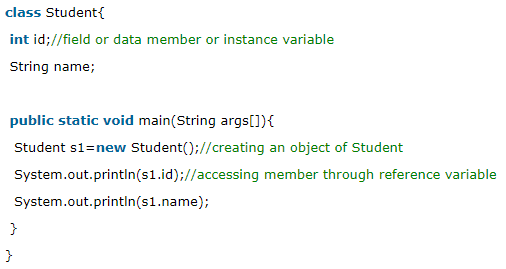 class Student{
int id;//field or data member or instance variable
String name;
public static void main(String args[]){
Student s1=new Student();//creating an object of Student
System.out.println(s1.id);//accessing member through reference variable
System.out.println(s1.name);
}
}